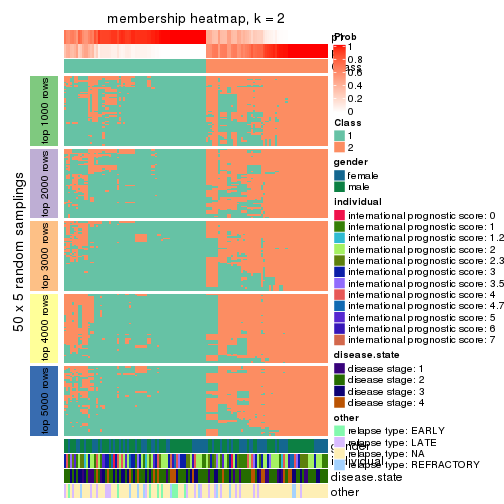 membership heatmap, k = 2
50 x 5 random samplings
top 1000 rows
top 2000 rows
top 3000 rows
top 4000 rows
top 5000 rows
Prob
1
0.8
0.6
0.4
0.2
0
Class
1
2
gender
female
male
individual
international prognostic score: 0
international prognostic score: 1
international prognostic score: 1.2
international prognostic score: 2
international prognostic score: 2.3
international prognostic score: 3
international prognostic score: 3.5
international prognostic score: 4
international prognostic score: 4.7
international prognostic score: 5
international prognostic score: 6
international prognostic score: 7
disease.state
disease stage: 1
disease stage: 2
disease stage: 3
disease stage: 4
other
relapse type: EARLY
relapse type: LATE
relapse type: NA
relapse type: REFRACTORY
gender
individual
disease.state
other